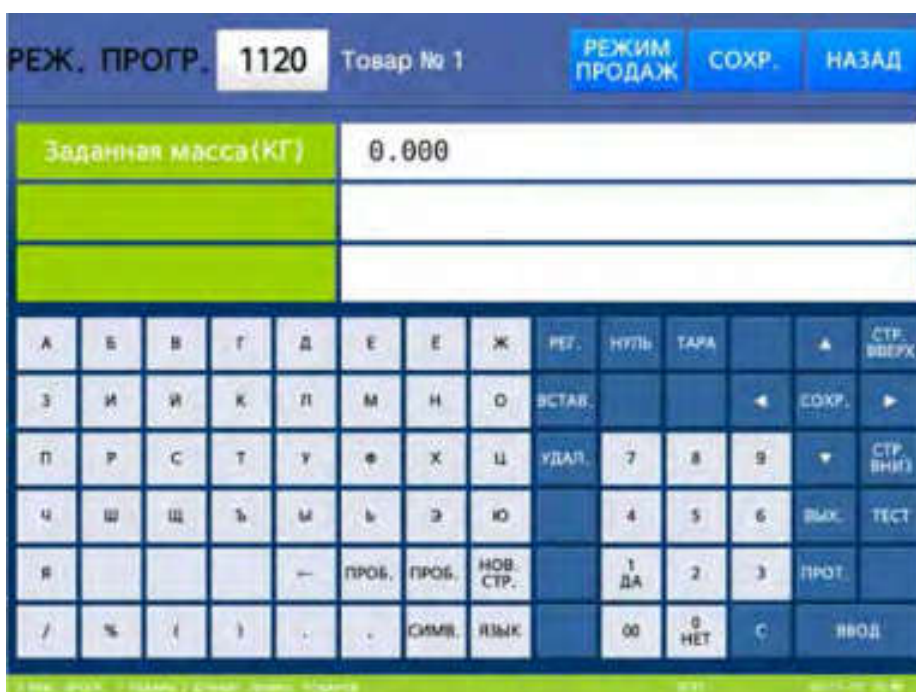 РЕЖ. ПРОГР. 1120 Товар № 1 РЕЖИМ ПРОДАЖ СОХР. НАЗАД
Заданная масса(КГ) 0.000
А Б В Г Д Е Ё Ж РЕГ. НУЛЬ ТАРА ▲ СТР. ВВЕРХ
З И Й К Л М Н О ВСТАВ. ◄ СОХР. ►
П Р С Т У Ф Х Ц УДАЛ. 7 8 9 ▼ СТР. ВНИЗ
Ч Ш Щ Ъ Ы Ь Э Ю 4 5 6 ВЫХ. ТЕСТ
Я ← ПРОБ. ПРОБ. НОВ. СТР. 1 ДА 2 3 ПРОТ.
/ % ( ) СИМВ. ЯЗЫК 00 0 НЕТ С ВВОД